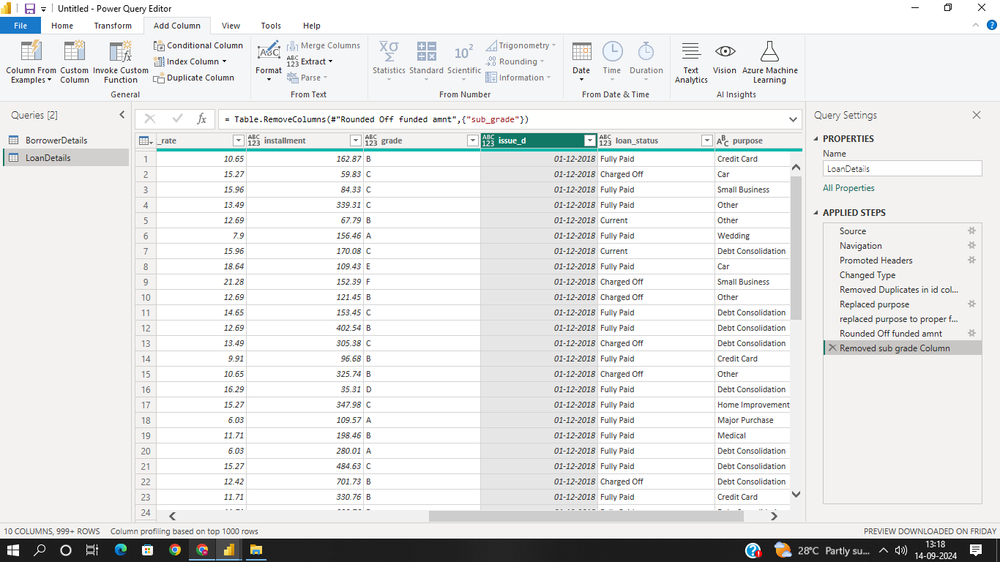 Untitled - Power Query Editor
File Home Transform Add Column View Tools Help
Column From Examples
Custom Column
Invoke Custom Function
Conditional Column
Index Column
Duplicate Column
General
Format
Merge Columns
ABC 123 Extract
abc Parse
From Text
Statistics
Standard
Scientific
Trigonometry
Rounding
Information
From Number
Date
Time
Duration
From Date & Time
Text Analytics
Vision
Azure Machine Learning
AI Insights
Queries [2]
BorrowerDetails
LoanDetails
fx = Table.RemoveColumns(#"Rounded Off funded amnt",{"sub_grade"})
_rate ABC 123 installment ABC 123 grade ABC 123 issue_d ABC 123 loan_status ABC purpose
1 10.65 162.87 B 01-12-2018 Fully Paid Credit Card
2 15.27 59.83 C 01-12-2018 Charged Off Car
3 15.96 84.33 C 01-12-2018 Fully Paid Small Business
4 13.49 339.31 C 01-12-2018 Fully Paid Other
5 12.69 67.79 B 01-12-2018 Current Other
6 7.9 156.46 A 01-12-2018 Fully Paid Wedding
7 15.96 170.08 C 01-12-2018 Current Debt Consolidation
8 18.64 109.43 E 01-12-2018 Fully Paid Car
9 21.28 152.39 F 01-12-2018 Charged Off Small Business
10 12.69 121.45 B 01-12-2018 Charged Off Other
11 14.65 153.45 C 01-12-2018 Fully Paid Debt Consolidation
12 12.69 402.54 B 01-12-2018 Fully Paid Debt Consolidation
13 13.49 305.38 C 01-12-2018 Charged Off Debt Consolidation
14 9.91 96.68 B 01-12-2018 Fully Paid Credit Card
15 10.65 325.74 B 01-12-2018 Charged Off Other
16 16.29 35.31 D 01-12-2018 Fully Paid Debt Consolidation
17 15.27 347.98 C 01-12-2018 Fully Paid Home Improvement
18 6.03 109.57 A 01-12-2018 Fully Paid Major Purchase
19 11.71 198.46 B 01-12-2018 Fully Paid Medical
20 6.03 280.01 A 01-12-2018 Fully Paid Debt Consolidation
21 15.27 484.63 C 01-12-2018 Fully Paid Debt Consolidation
22 12.42 701.73 B 01-12-2018 Charged Off Debt Consolidation
23 11.71 330.76 B 01-12-2018 Fully Paid Credit Card
24
Query Settings
PROPERTIES
Name
LoanDetails
All Properties
APPLIED STEPS
Source
Navigation
Promoted Headers
Changed Type
Removed Duplicates in id col...
Replaced purpose
replaced purpose to proper f...
Rounded Off funded amnt
Removed sub grade Column
10 COLUMNS, 999+ ROWS Column profiling based on top 1000 rows PREVIEW DOWNLOADED ON FRIDAY
28°C Partly su...
13:18
14-09-2024